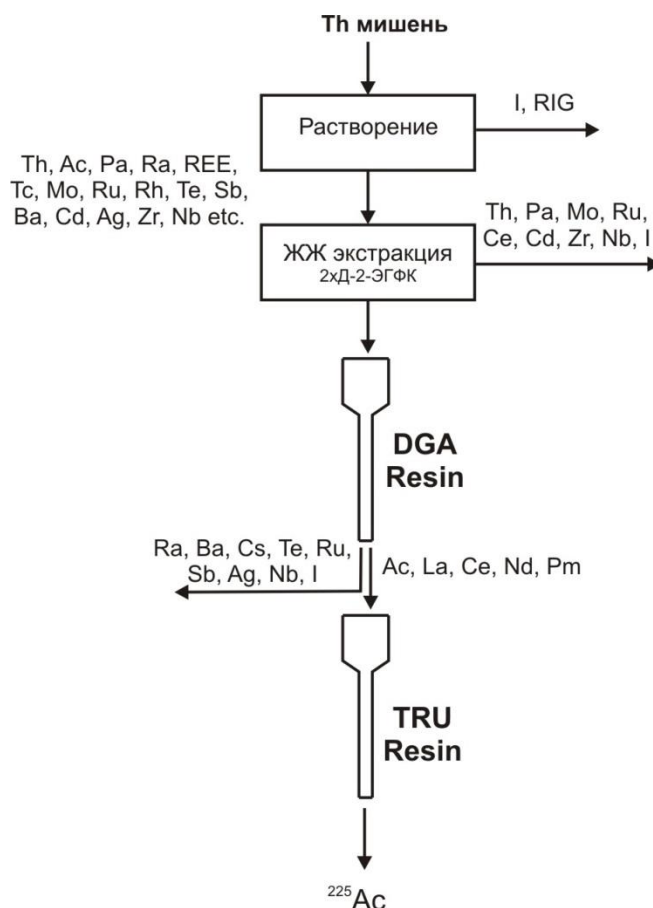 Th мишень
Растворение
I, RIG
Th, Ac, Pa, Ra, REE,
Tc, Mo, Ru, Rh, Te, Sb,
Ba, Cd, Ag, Zr, Nb etc.
Th, Pa, Mo, Ru,
Ce, Cd, Zr, Nb, I
ЖЖ экстракция
2хД-2-ЭГФК
DGA
Resin
Ra, Ba, Cs, Te, Ru,
Sb, Ag, Nb, I
Ac, La, Ce, Nd, Pm
TRU
Resin
²²⁵Ac